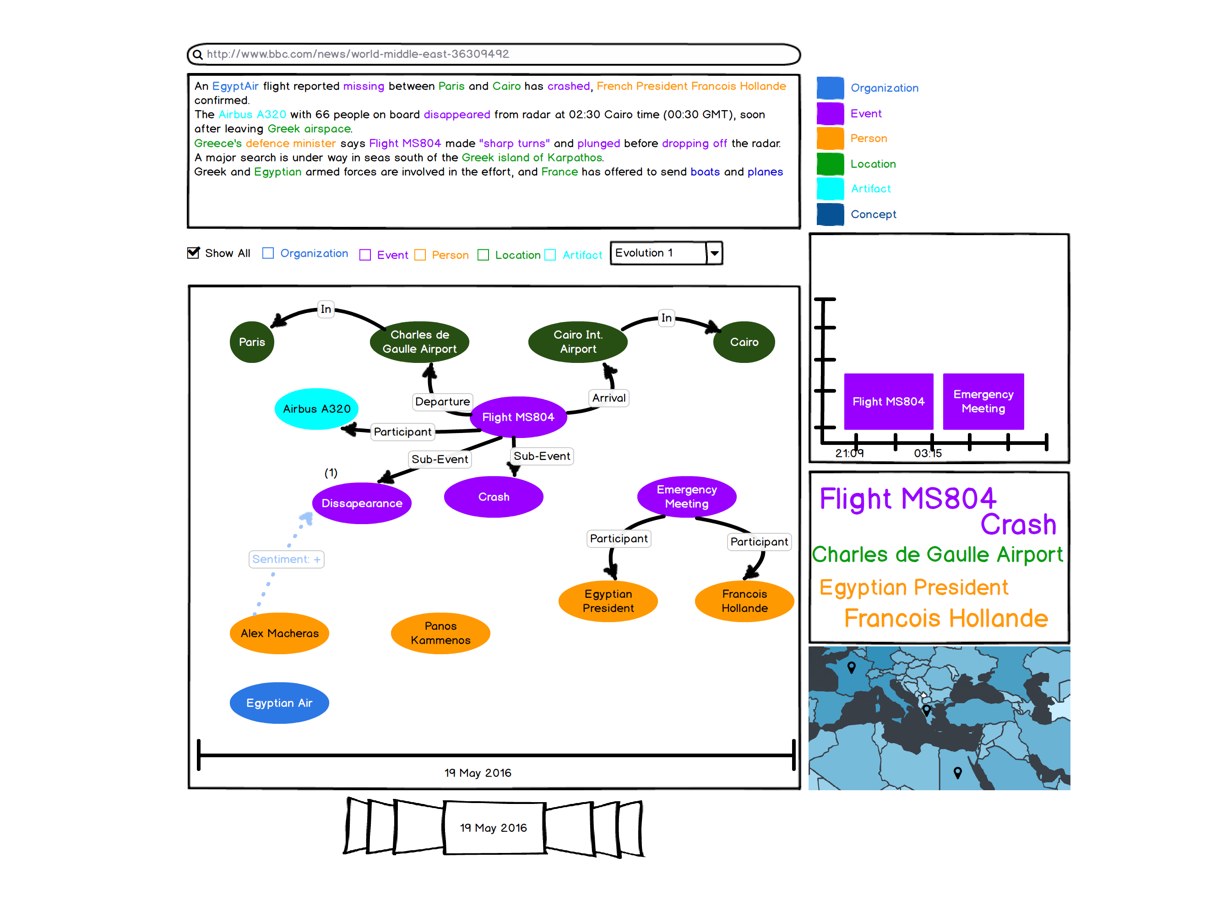 http://www.bbc.com/news/world-middle-east-36309492
An EgyptAir flight reported missing between Paris and Cairo has crashed, French President Francois Hollande
confirmed.
The Airbus A320 with 66 people on board disappeared from radar at 02:30 Cairo time (00:30 GMT), soon
after leaving Greek airspace.
Greece's defence minister says Flight MS804 made "sharp turns" and plunged before dropping off the radar.
A major search is under way in seas south of the Greek island of Karpathos.
Greek and Egyptian armed forces are involved in the effort, and France has offered to send boats and planes
Organization
Event
Person
Location
Artifact
Concept
Show All Organization Event Person Location Artifact Evolution 1
In
In
Paris
Charles de
Gaulle Airport
Cairo Int.
Airport
Cairo
Departure
Arrival
Airbus A320
Flight MS804
Participant
Sub-Event
Sub-Event
(1)
Dissapearance
Crash
Emergency
Meeting
Participant
Participant
Sentiment: +
Egyptian
President
Francois
Hollande
Alex Macheras
Panos
Kammenos
Egyptian Air
19 May 2016
19 May 2016
Flight MS804
Emergency
Meeting
21:09
03:15
Flight MS804
Crash
Charles de Gaulle Airport
Egyptian President
Francois Hollande